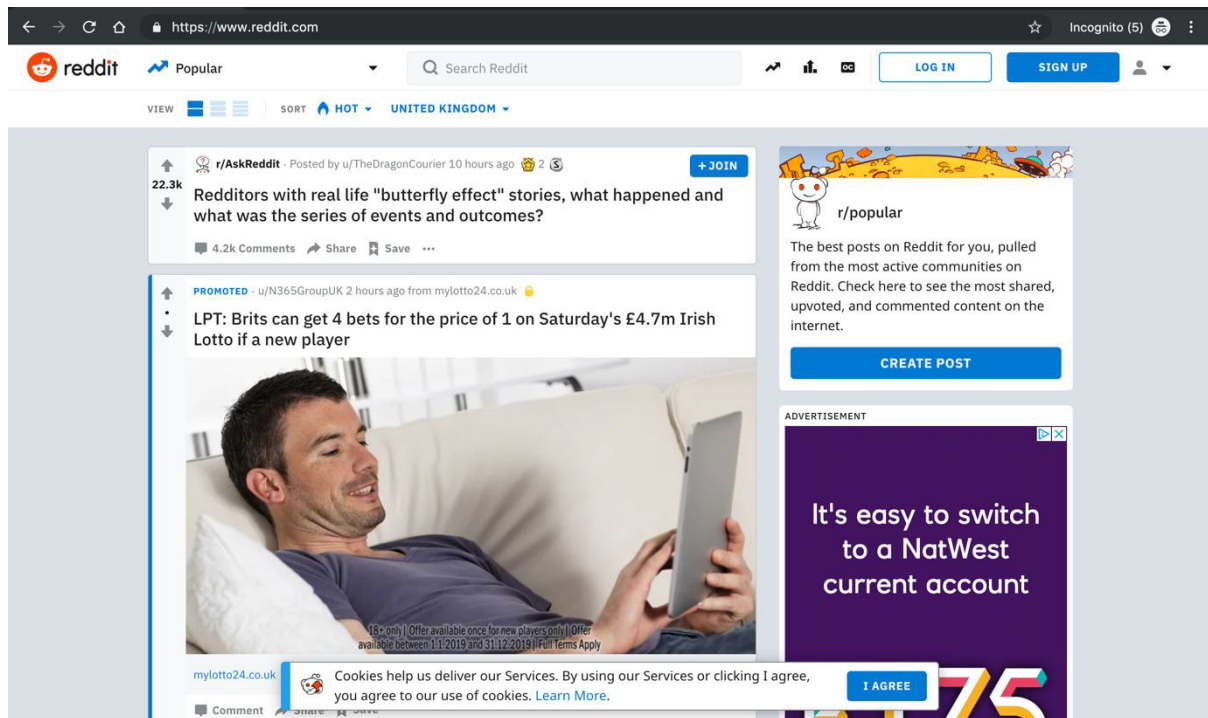 https://www.reddit.com
Incognito (5)
reddit
Popular
Search Reddit
LOG IN
SIGN UP
VIEW
SORT
HOT
UNITED KINGDOM
22.3k
r/AskReddit · Posted by u/TheDragonCourier 10 hours ago 2
+ JOIN
Redditors with real life "butterfly effect" stories, what happened and
what was the series of events and outcomes?
4.2k Comments Share Save ...
PROMOTED · u/N365GroupUK 2 hours ago from mylotto24.co.uk
LPT: Brits can get 4 bets for the price of 1 on Saturday's £4.7m Irish
Lotto if a new player
18+ only | Offer available once for new players only | Offer
available between 1.1.2019 and 31.12.2019 | Full Terms Apply
mylotto24.co.uk
Comment Share Save
r/popular
The best posts on Reddit for you, pulled
from the most active communities on
Reddit. Check here to see the most shared,
upvoted, and commented content on the
internet.
CREATE POST
ADVERTISEMENT
It's easy to switch
to a NatWest
current account
175
Cookies help us deliver our Services. By using our Services or clicking I agree,
you agree to our use of cookies. Learn More.
I AGREE